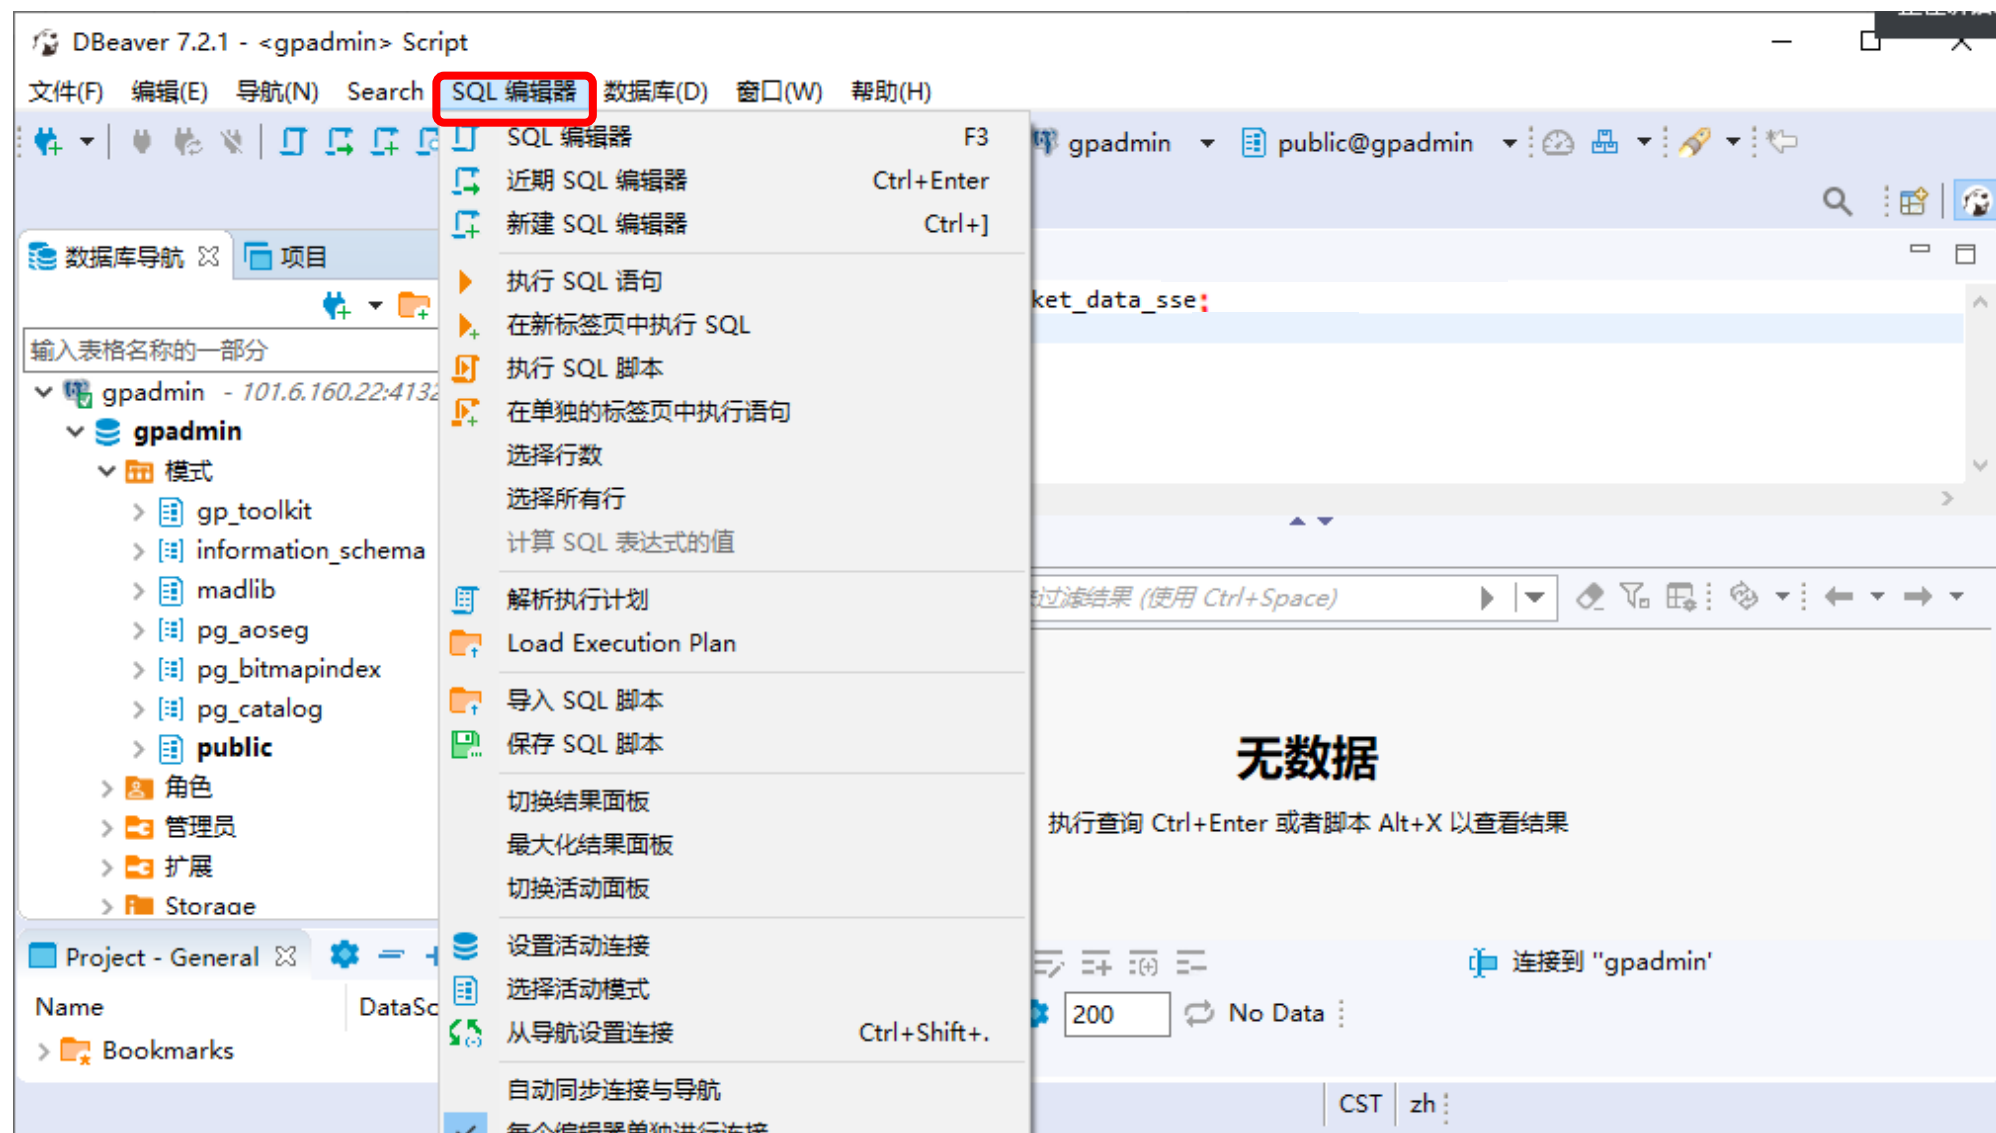 DBeaver 7.2.1 - <gpadmin> Script
文件(F) 编辑(E) 导航(N) Search SQL 编辑器 数据库(D) 窗口(W) 帮助(H)
gpadmin public@gpadmin
SQL 编辑器 F3
近期 SQL 编辑器 Ctrl+Enter
新建 SQL 编辑器 Ctrl+]
执行 SQL 语句
在新标签页中执行 SQL
执行 SQL 脚本
在单独的标签页中执行语句
选择行数
选择所有行
计算 SQL 表达式的值
解析执行计划
Load Execution Plan
导入 SQL 脚本
保存 SQL 脚本
切换结果面板
最大化结果面板
切换活动面板
设置活动连接
选择活动模式
从导航设置连接 Ctrl+Shift+.
自动同步连接与导航
每个编辑器单独进行连接
数据库导航 项目
输入表格名称的一部分
gpadmin - 101.6.160.22:4132
gpadmin
模式
gp_toolkit
information_schema
madlib
pg_aoseg
pg_bitmapindex
pg_catalog
public
角色
管理员
扩展
Storage
Project - General
Name DataSc
Bookmarks
ket_data_sse;
过滤结果 (使用 Ctrl+Space)
无数据
执行查询 Ctrl+Enter 或者脚本 Alt+X 以查看结果
连接到 "gpadmin'
200 No Data
CST zh